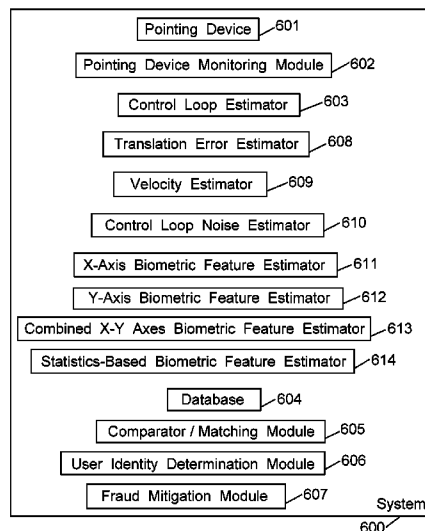 Pointing Device 601
Pointing Device Monitoring Module 602
Control Loop Estimator 603
Translation Error Estimator 608
Velocity Estimator 609
Control Loop Noise Estimator 610
X-Axis Biometric Feature Estimator 611
Y-Axis Biometric Feature Estimator 612
Combined X-Y Axes Biometric Feature Estimator 613
Statistics-Based Biometric Feature Estimator 614
Database 604
Comparator / Matching Module 605
User Identity Determination Module 606
Fraud Mitigation Module 607
System
600